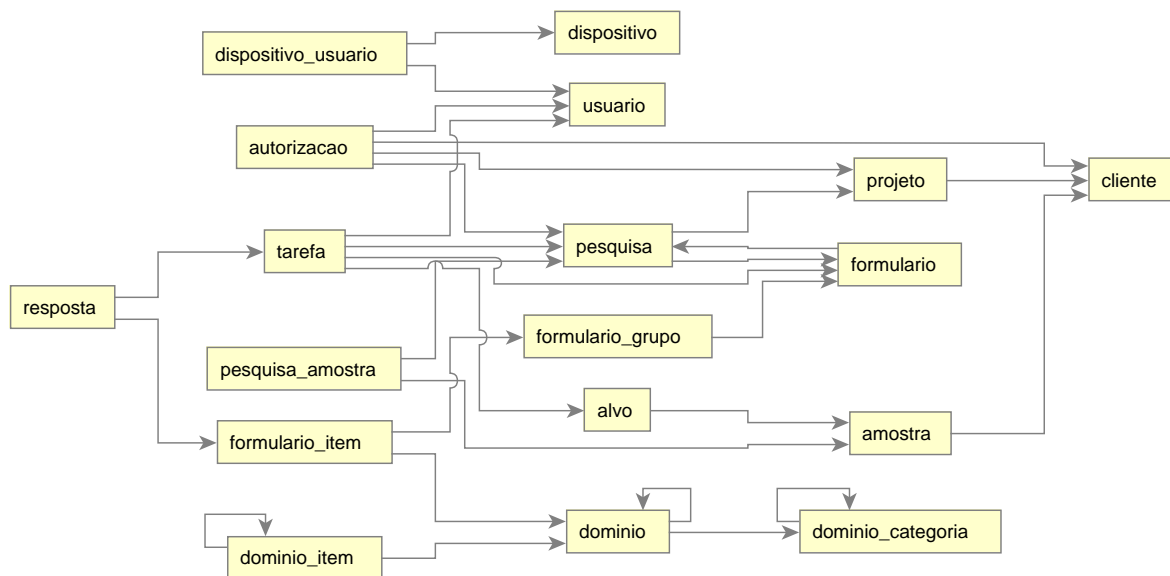 dispositivo
dispositivo_usuario
usuario
autorizacao
projeto
cliente
tarefa
pesquisa
formulario
resposta
formulario_grupo
pesquisa_amostra
alvo
formulario_item
amostra
dominio
dominio_categoria
dominio_item